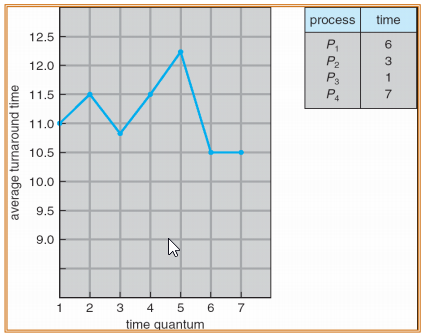 process time
P1 6
P2 3
P3 1
P4 7
average turnaround time
12.5
12.0
11.5
11.0
10.5
10.0
9.5
9.0
1 2 3 4 5 6 7
time quantum